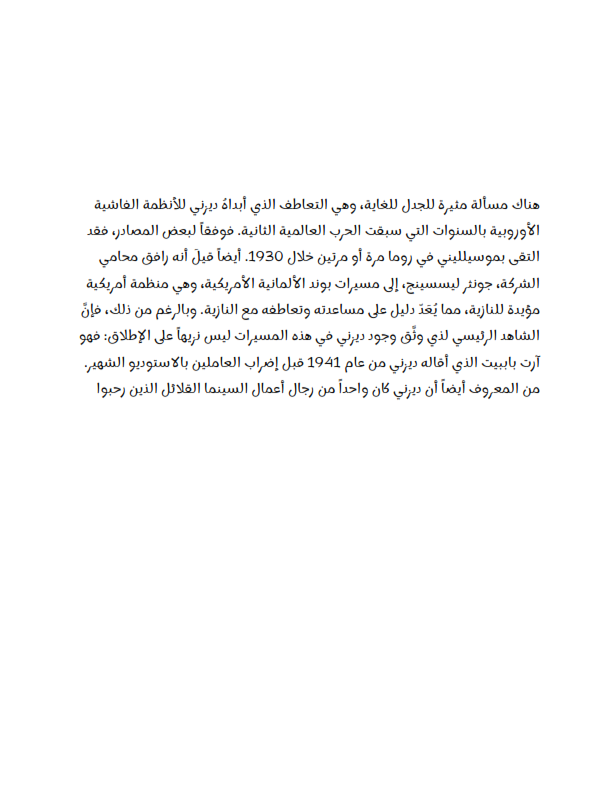 هناك مسألة مثيرة للجدل للغاية، وهي التعاطف الذي أبداهُ ديزني للأنظمة الفاشية
الأوروبية بالسنوات التي سبقت الحرب العالمية الثانية. فوفقاً لبعض المصادر، فقد
التقى بموسيلليني في روما مرة أو مرتين خلال 1930. أيضاً قيلَ أنه رافق محامي
الشركة، جونثر ليسسينج، إلى مسيرات بوند الألمانية الأمريكية، وهي منظمة أمريكية
مؤيدة للنازية، مما يُعَدّ دليل على مساعدته وتعاطفه مع النازية. وبالرغم من ذلك، فإنَّ
الشاهد الرئيسي لذي وثَّق وجود ديزني في هذه المسيرات ليس نزيهاً على الإطلاق: فهو
آرت بابيت الذي أقاله ديزني من عام 1941 قبل إضراب العاملين بالاستوديو الشهير.
من المعروف أيضاً أن ديزني كان واحداً من رجال أعمال السينما القلائل الذين رحبوا